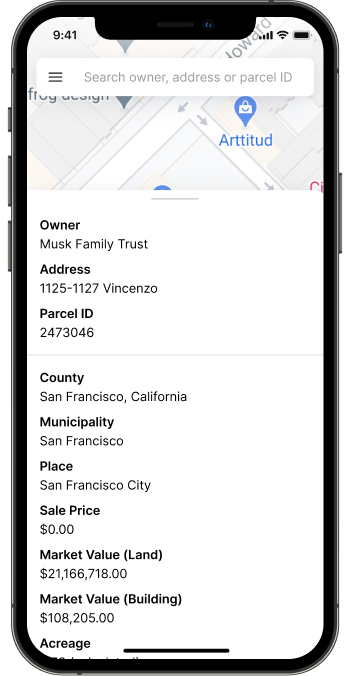 9:41
Howard
Search owner, address or parcel ID
frog design
Arttitud
Owner
Musk Family Trust
Address
1125-1127 Vincenzo
Parcel ID
2473046
County
San Francisco, California
Municipality
San Francisco
Place
San Francisco City
Sale Price
$0.00
Market Value (Land)
$21,166,718.00
Market Value (Building)
$108,205.00
Acreage